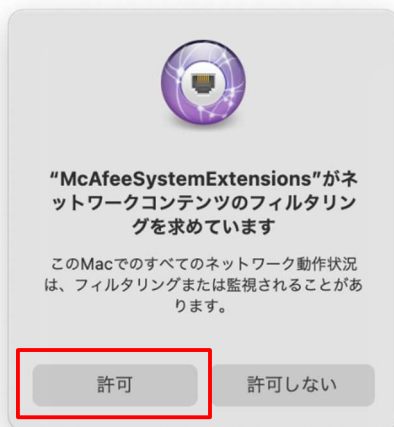 “McAfeeSystemExtensions”がネ
ットワークコンテンツのフィルタリン
グを求めています
このMacでのすべてのネットワーク動作状況
は、フィルタリングまたは監視されることがあ
ります。
許可
許可しない